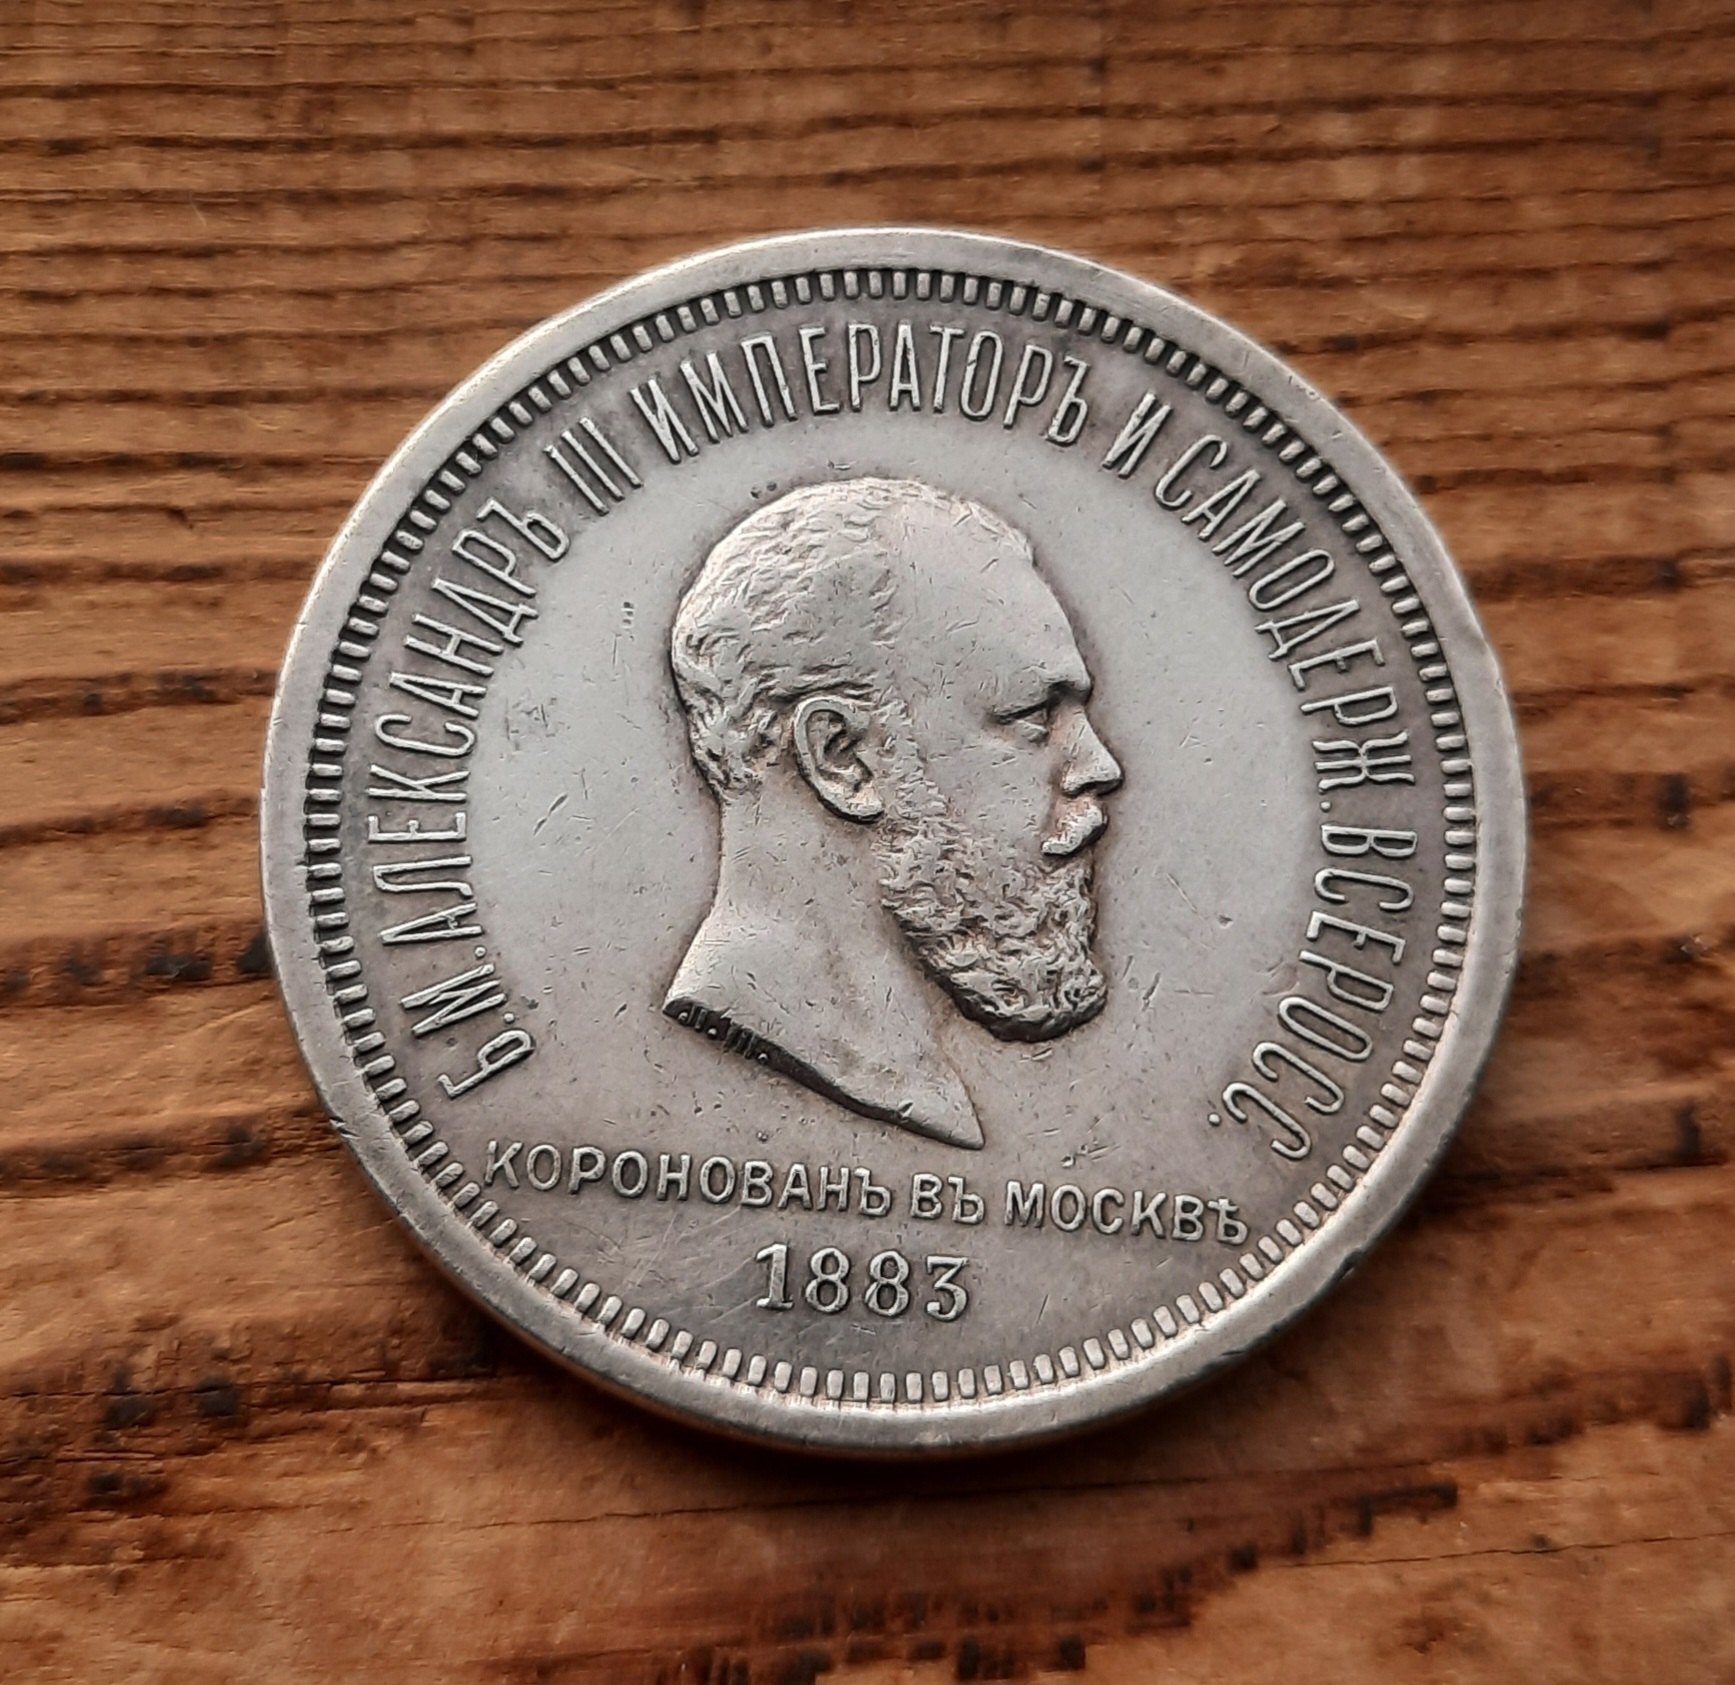 Б.М.АЛЕКСАНДРЪ III ИМПЕРАТОРЪ И САМОДЕРЖ.ВСЕРОСС.
Л.Ш.
КОРОНОВАНЪ ВЪ МОСКВѢ
1883